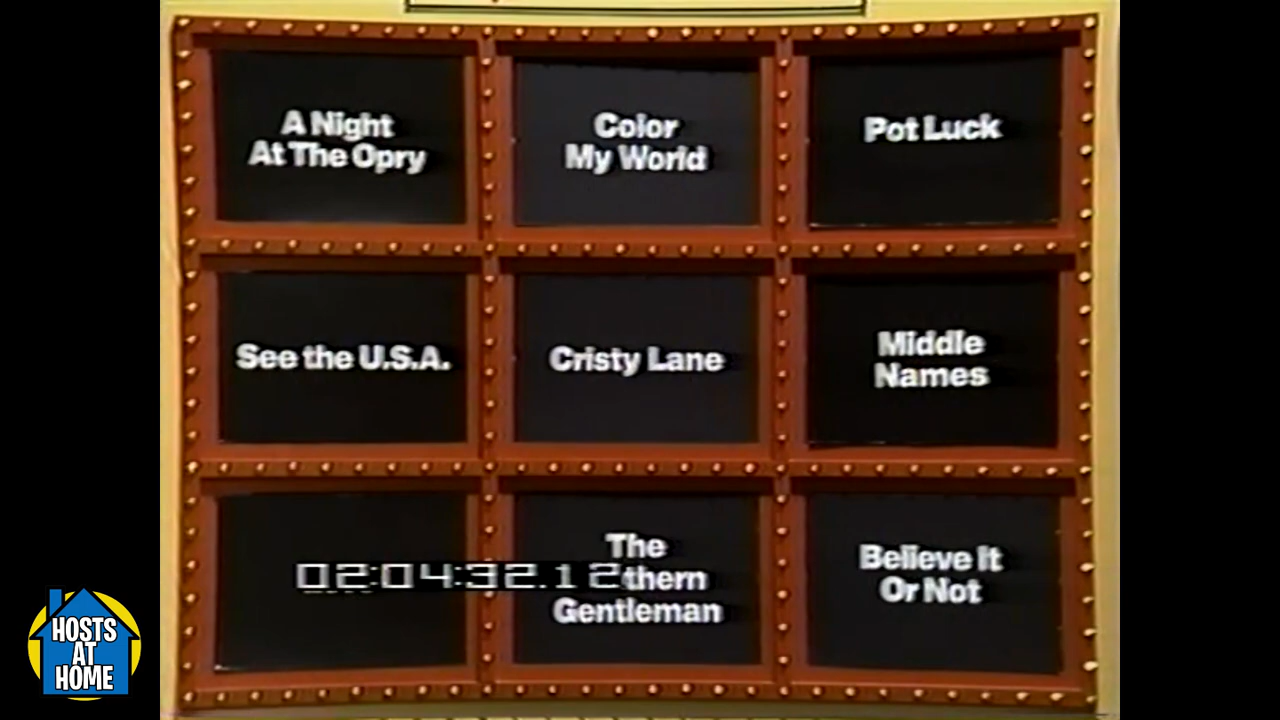 A Night
At The Opry
Color
My World
Pot Luck
See the U.S.A.
Cristy Lane
Middle
Names
02:04:32.12
The
thern
Gentleman
Believe It
Or Not
HOSTS
AT
HOME